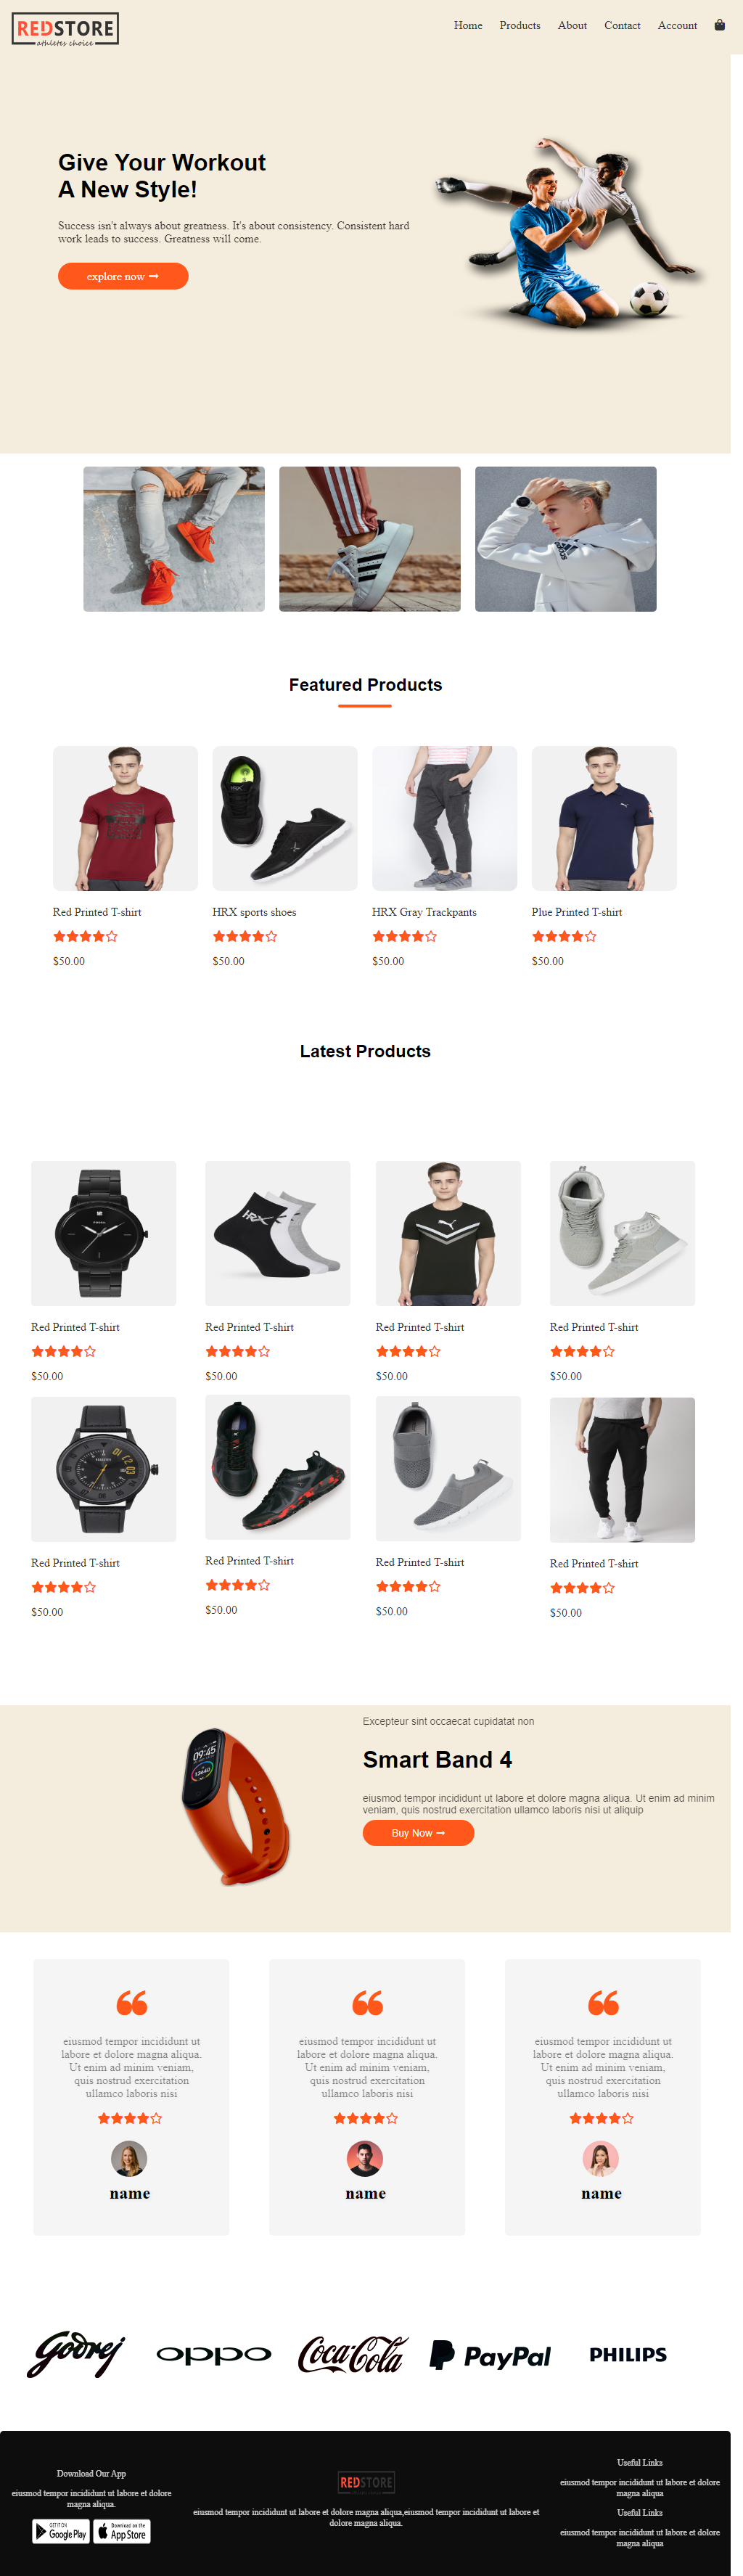 REDSTORE
athletes choice
Home Products About Contact Account
Give Your Workout
A New Style!
Success isn't always about greatness. It's about consistency. Consistent hard
work leads to success. Greatness will come.
explore now
Featured Products
Red Printed T-shirt
$50.00
HRX sports shoes
$50.00
HRX Gray Trackpants
$50.00
Plue Printed T-shirt
$50.00
Latest Products
Red Printed T-shirt
$50.00
HRX
Red Printed T-shirt
$50.00
Red Printed T-shirt
$50.00
Red Printed T-shirt
$50.00
Red Printed T-shirt
$50.00
Red Printed T-shirt
$50.00
Red Printed T-shirt
$50.00
Red Printed T-shirt
$50.00
09:45
Excepteur sint occaecat cupidatat non
Smart Band 4
eiusmod tempor incididunt ut labore et dolore magna aliqua. Ut enim ad minim
veniam, quis nostrud exercitation ullamco laboris nisi ut aliquip
Buy Now
eiusmod tempor incididunt ut
labore et dolore magna aliqua.
Ut enim ad minim veniam,
quis nostrud exercitation
ullamco laboris nisi
name
eiusmod tempor incididunt ut
labore et dolore magna aliqua.
Ut enim ad minim veniam,
quis nostrud exercitation
ullamco laboris nisi
name
eiusmod tempor incididunt ut
labore et dolore magna aliqua.
Ut enim ad minim veniam,
quis nostrud exercitation
ullamco laboris nisi
name
Godrej
oppo
Coca-Cola
PayPal
PHILIPS
Download Our App
eiusmod tempor incididunt ut labore et dolore
magna aliqua.
GET IT ON
Google Play
Download on the
App Store
REDSTORE
eiusmod tempor incididunt ut labore et dolore magna aliqua,eiusmod tempor incididunt ut labore et
dolore magna aliqua.
Useful Links
eiusmod tempor incididunt ut labore et dolore
magna aliqua
Useful Links
eiusmod tempor incididunt ut labore et dolore
magna aliqua